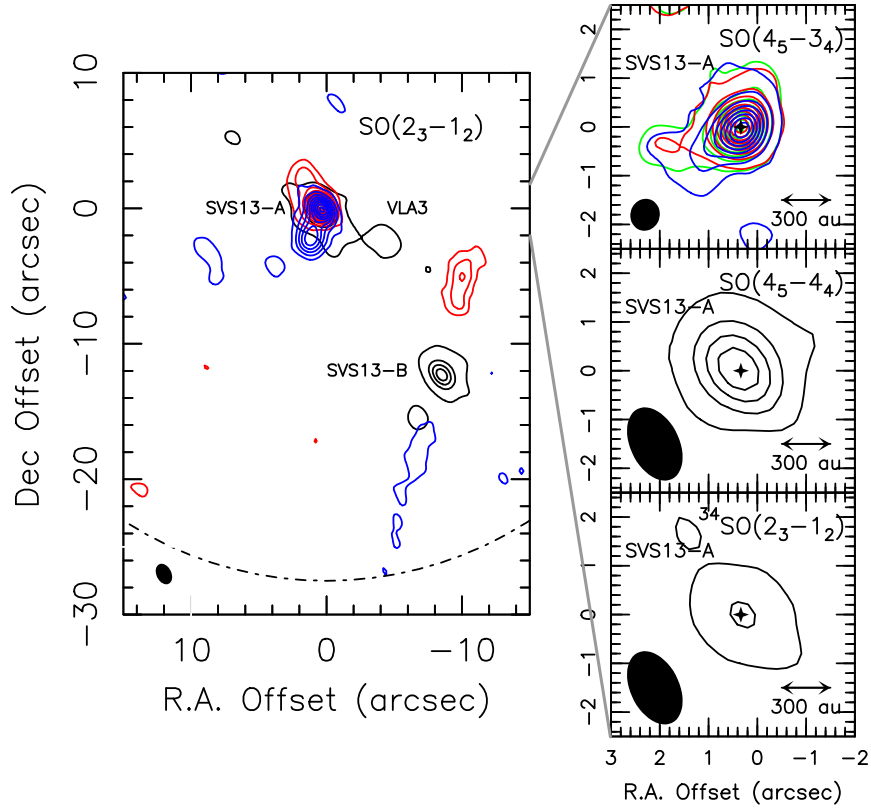 SO(2₃−1₂)
SVS13−A
VLA3
SVS13−B
10
0
−10
−20
−30
10 0 −10
Dec Offset (arcsec)
R.A. Offset (arcsec)
SO(4₅−3₄)
SVS13−A
300 au
2
1
0
−1
−2
SO(4₅−4₄)
SVS13−A
300 au
2
1
0
−1
−2
³⁴SO(2₃−1₂)
SVS13−A
300 au
2
1
0
−1
−2
3 2 1 0 −1 −2
R.A. Offset (arcsec)